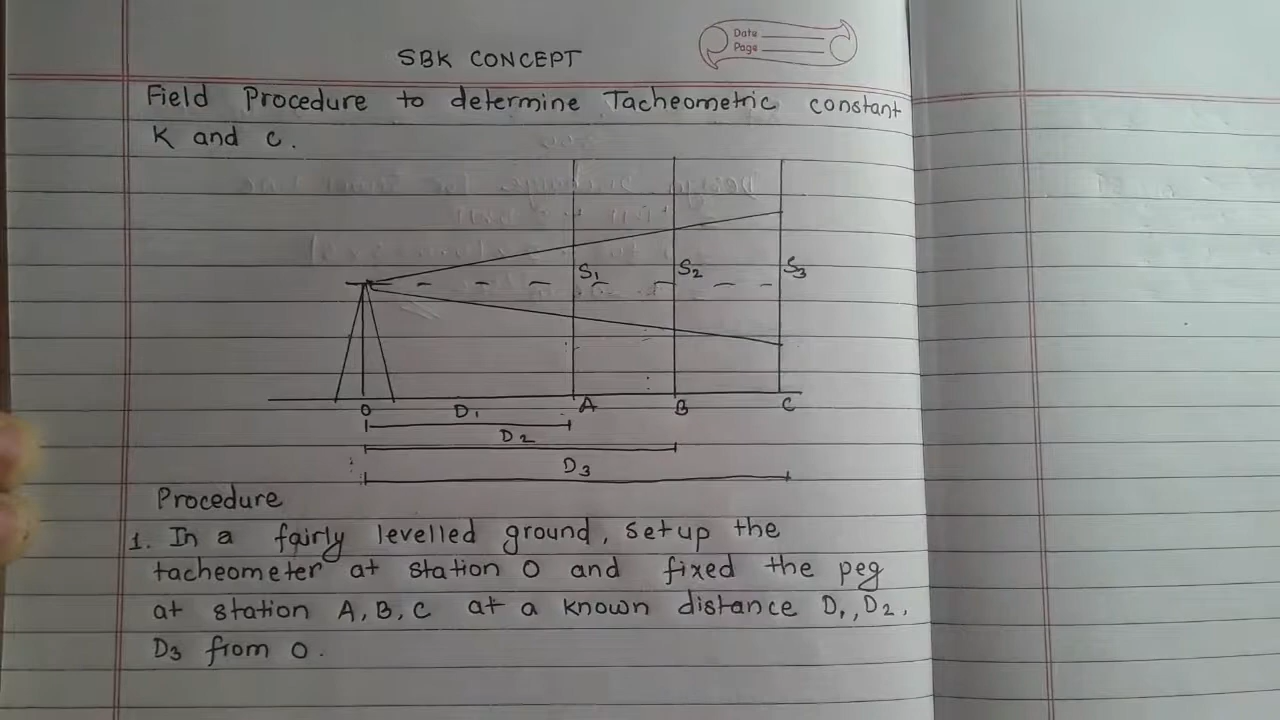 Date
Page
SBK CONCEPT
Field Procedure to determine Tacheometric constant
K and C.
S1
S2
S3
O
D1
A
B
C
D2
D3
Procedure
1. In a fairly levelled ground, setup the
tacheometer at station O and fixed the peg
at station A, B, C at a known distance D1, D2,
D3 from O.